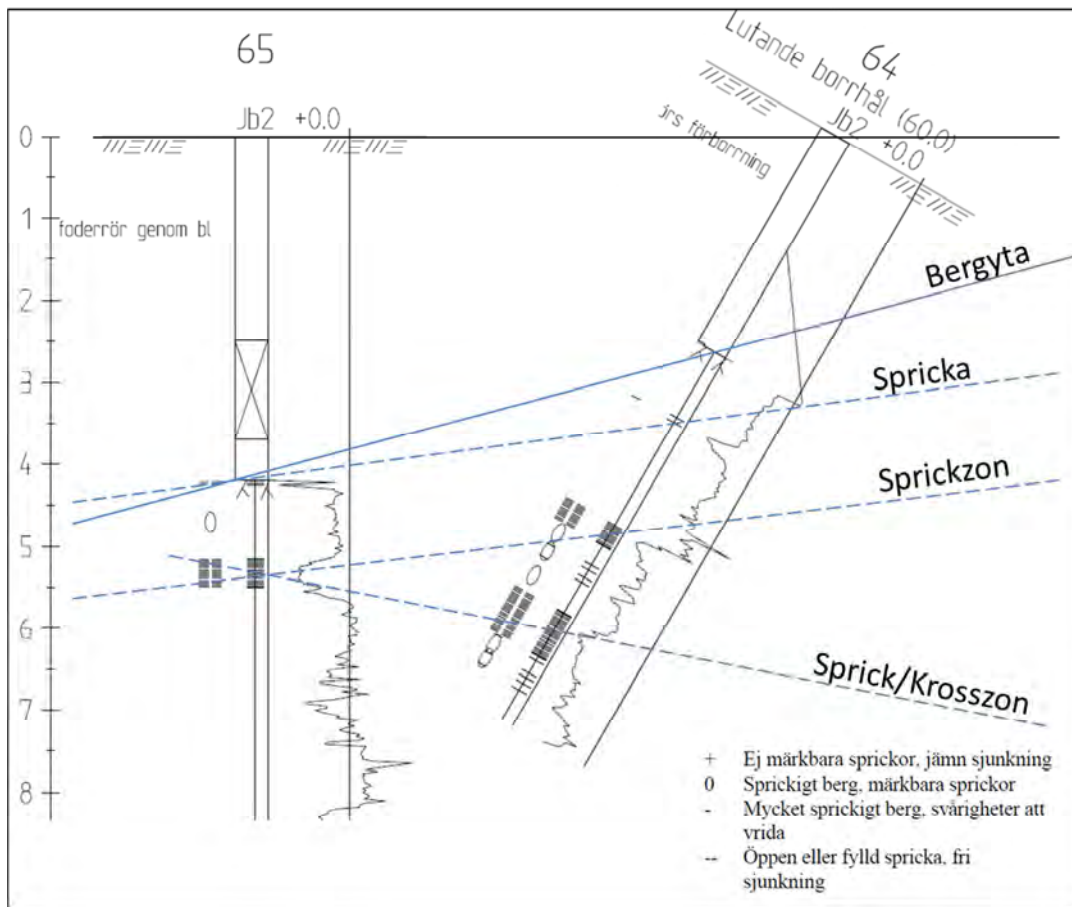 65
64
Lutande borrhål (60.0)
Jb2 +0.0
Jb2 +0.0
jrs förborrning
foderrör genom bl
0
1
2
3
4
5
6
7
8
0
Bergyta
Spricka
Sprickzon
Sprick/Krosszon
+ Ej märkbara sprickor, jämn sjunkning
0 Sprickigt berg, märkbara sprickor
- Mycket sprickigt berg, svårigheter att
vrida
-- Öppen eller fylld spricka, fri
sjunkning